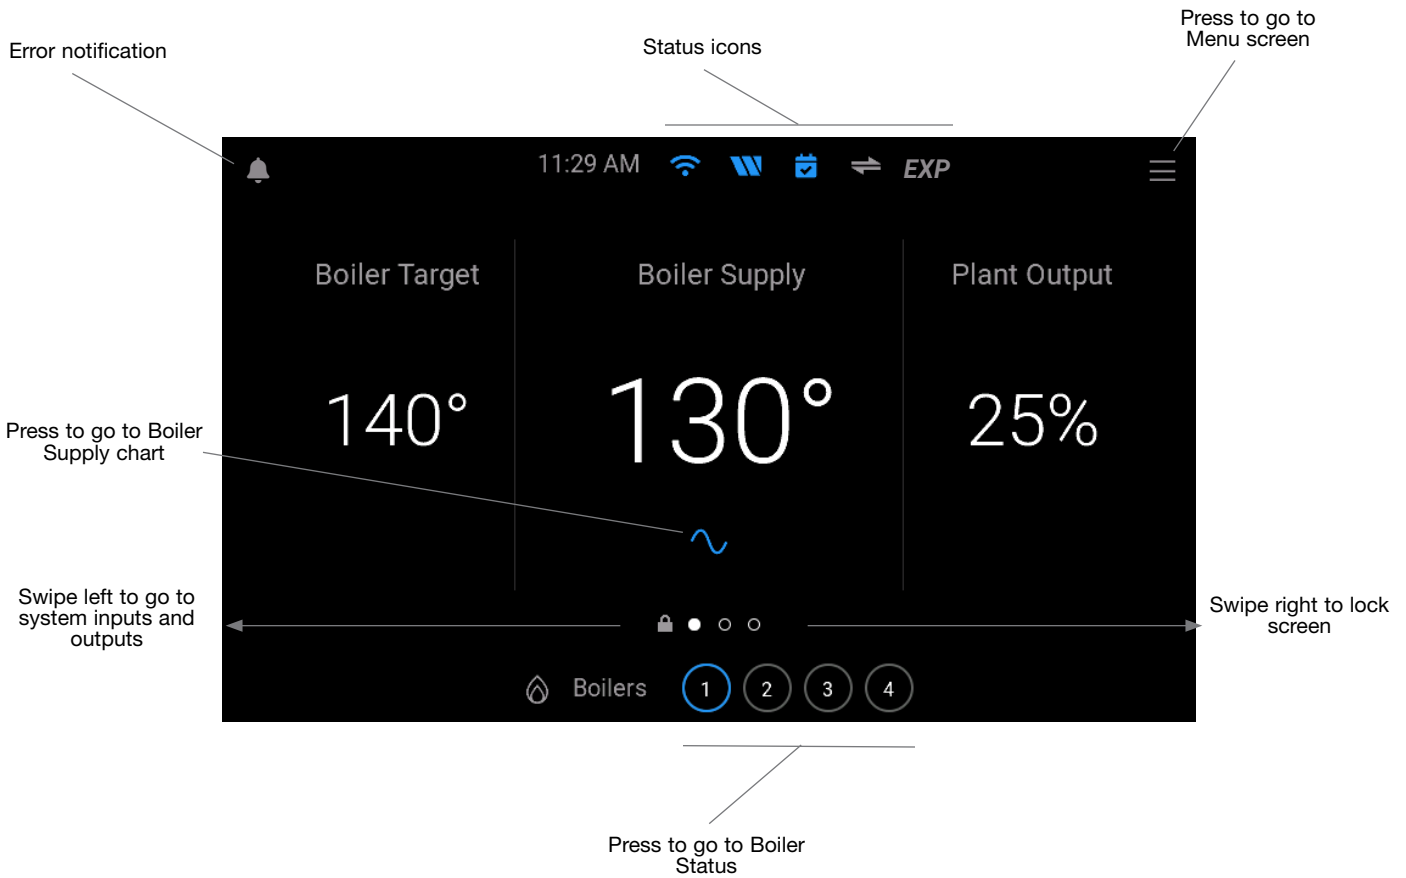 Press to go to
Menu screen
Error notification
Status icons
11:29 AM
EXP
Boiler Target
Boiler Supply
Plant Output
140°
130°
25%
Press to go to Boiler
Supply chart
Swipe left to go to
system inputs and
outputs
Swipe right to lock
screen
Boilers
1
2
3
4
Press to go to Boiler
Status